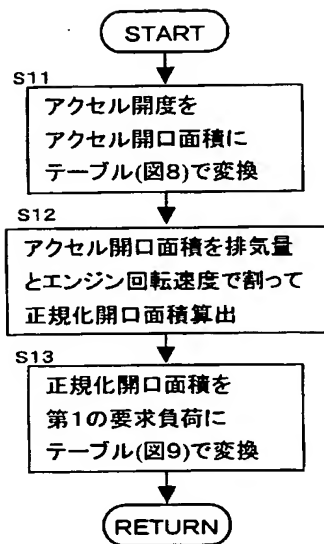 START
S11
アクセル開度を
アクセル開口面積に
テーブル(図8)で変換
S12
アクセル開口面積を排気量
とエンジン回転速度で割って
正規化開口面積算出
S13
正規化開口面積を
第1の要求負荷に
テーブル(図9)で変換
RETURN